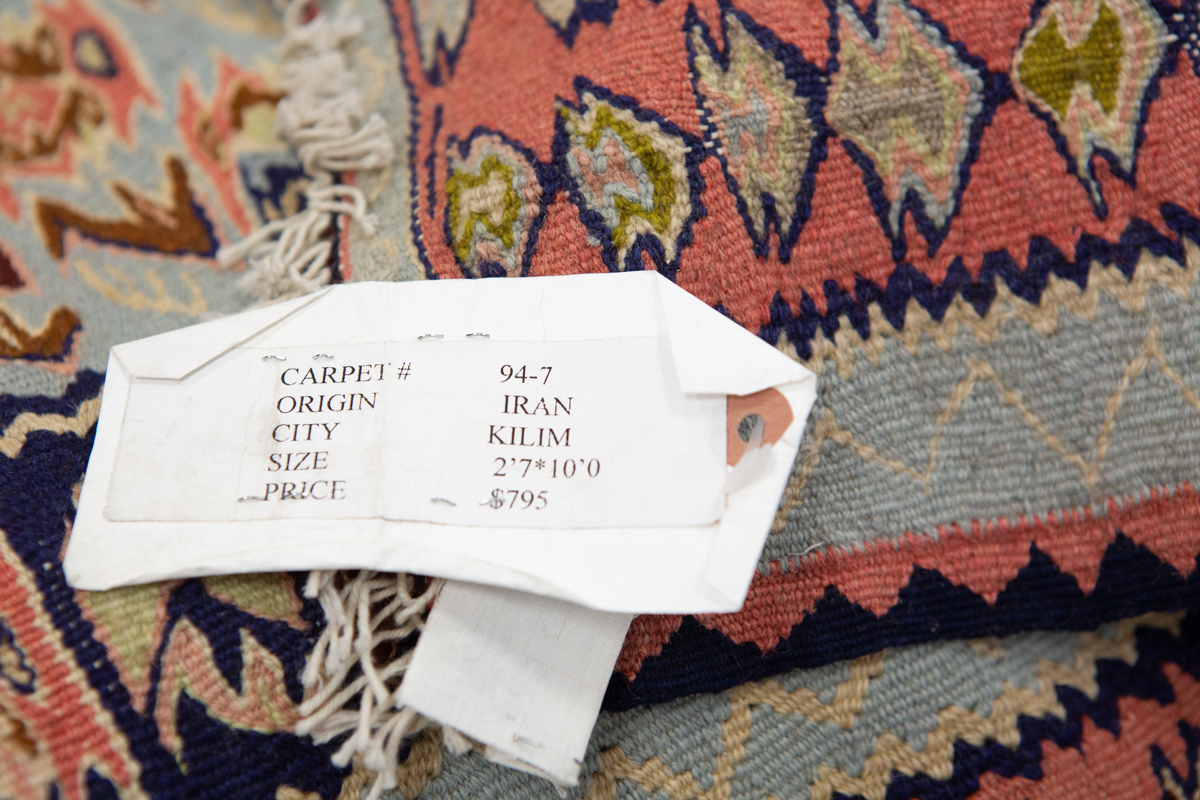 CARPET # 94-7
ORIGIN IRAN
CITY KILIM
SIZE 2'7*10'0
PRICE $795